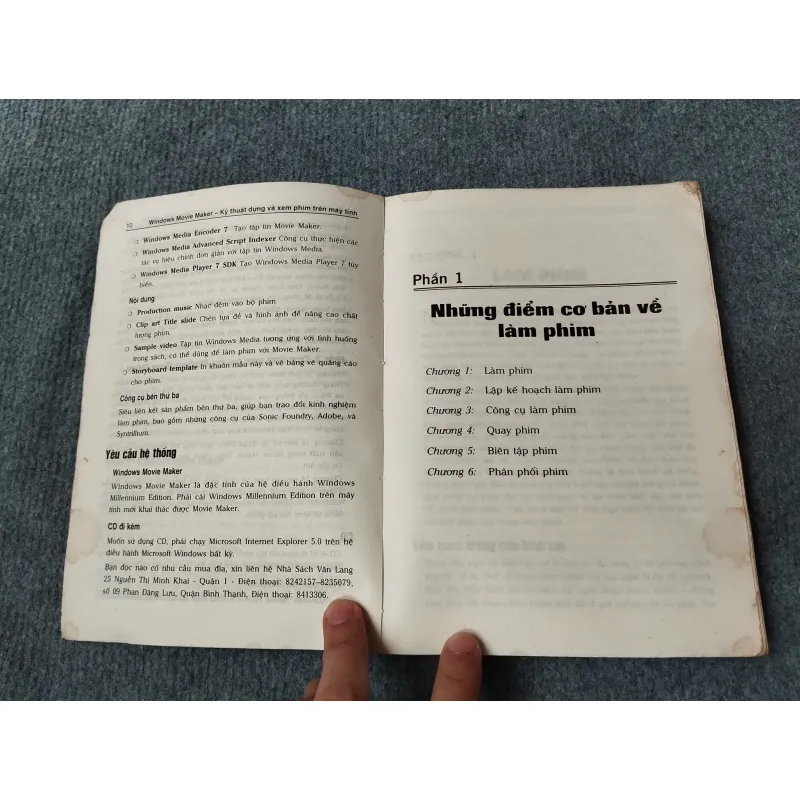 10 Windows Movie Maker – Kỹ thuật dựng và xem phim trên máy tính
❍ Windows Media Encoder 7 Tạo tập tin Movie Maker.
❍ Windows Media Advanced Script Indexer Công cụ thực hiện các
tác vụ hiệu chỉnh đơn giản với tập tin Windows Media.
❍ Windows Media Player 7 SDK Tạo Windows Media Player 7 tùy
biến.
Nội dung
❍ Production music Nhạc đệm vào bộ phim
❍ Clip art Title slide Chèn tựa đề và hình ảnh để nâng cao chất
lượng phim.
❍ Sample video Tập tin Windows Media tương ứng với tình huống
trong sách, có thể dùng để làm phim với Movie Maker.
❍ Storyboard template In khuôn mẫu này và vẽ bảng vẽ quảng cáo
cho phim.
Công cụ bên thứ ba
Siêu liên kết sản phẩm bên thứ ba, giúp bạn trao đổi kinh nghiệm
làm phim, bao gồm những công cụ của Sonic Foundry, Adobe, và
Syntrillium.
Yêu cầu hệ thống
Windows Movie Maker
Windows Movie Maker là đặc tính của hệ điều hành Windows
Millennium Edition. Phải cài Windows Millennium Edition trên máy
tính mới khai thác được Movie Maker.
CD đi kèm
Muốn sử dụng CD, phải chạy Microsoft Internet Explorer 5.0 trên hệ
điều hành Microsoft Windows bất kỳ.
Bạn đọc nào có nhu cầu mua đĩa, xin liên hệ Nhà Sách Văn Lang
25 Nguễn Thị Minh Khai - Quận 1 - Điện thoại: 8242157–8235079,
số 09 Phan Đăng Lưu, Quận Bình Thạnh, Điện thoại: 8413306.
Phần 1
Những điểm cơ bản về
làm phim
Chương 1: Làm phim
Chương 2: Lập kế hoạch làm phim
Chương 3: Công cụ làm phim
Chương 4: Quay phim
Chương 5: Biên tập phim
Chương 6: Phân phối phim